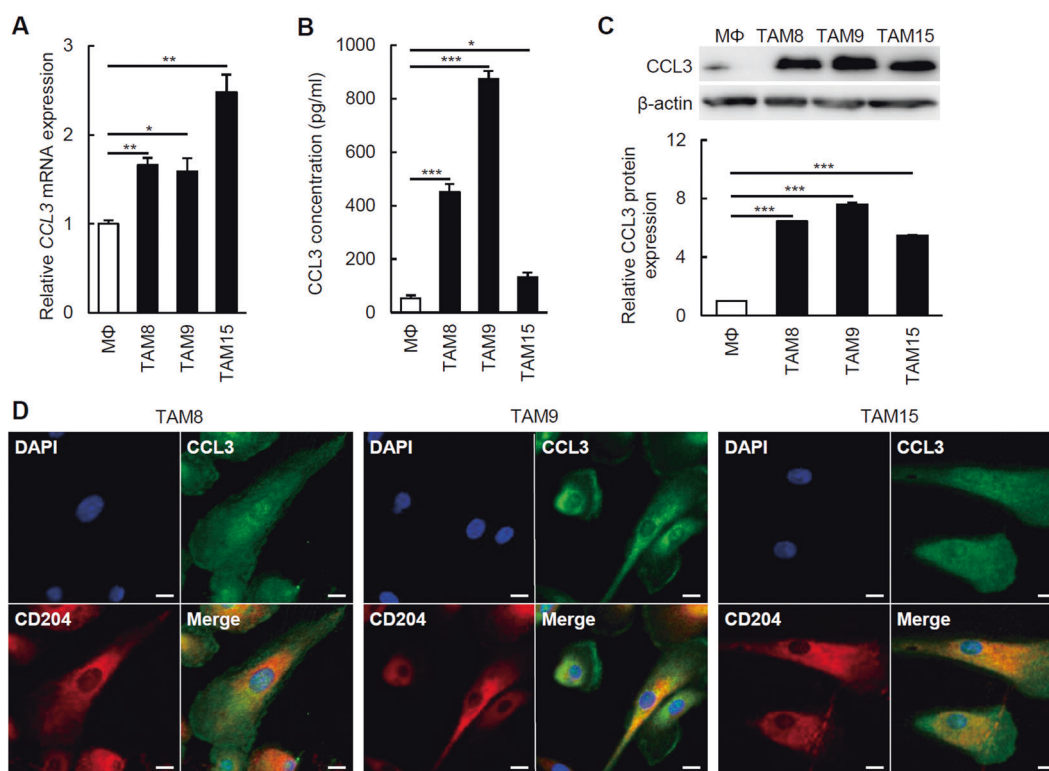 A
Relative CCL3 mRNA expression
3
2
1
0
**
*
**
MΦ
TAM8
TAM9
TAM15
B
CCL3 concentration (pg/ml)
1000
800
600
400
200
0
*
***
***
MΦ
TAM8
TAM9
TAM15
C
MΦ TAM8 TAM9 TAM15
CCL3
β-actin
Relative CCL3 protein
expression
12
8
4
0
***
***
***
MΦ
TAM8
TAM9
TAM15
D
TAM8 TAM9 TAM15
DAPI CCL3 DAPI CCL3 DAPI CCL3
CD204 Merge CD204 Merge CD204 Merge